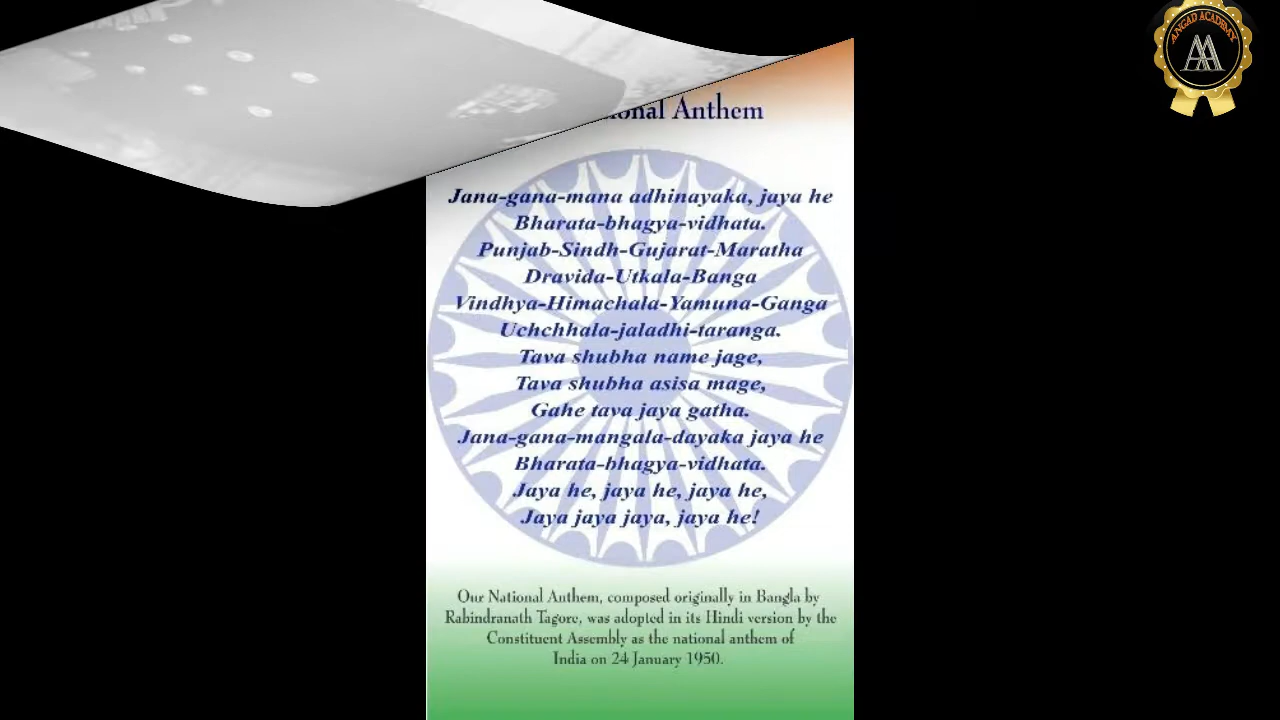 Anthem
Jana-gana-mana adhinayaka, jaya he
Bharata-bhagya-vidhata.
Punjab-Sindh-Gujarat-Maratha
Dravida-Utkala-Banga
Vindhya-Himachala-Yamuna-Ganga
Uchchhala-jaladhi-taranga.
Tava shubha name jage,
Tava shubha asisa mage,
Gahe tava jaya gatha.
Jana-gana-mangala-dayaka jaya he
Bharata-bhagya-vidhata.
Jaya he, jaya he, jaya he,
Jaya jaya jaya, jaya he!
Our National Anthem, composed originally in Bangla by
Rabindranath Tagore, was adopted in its Hindi version by the
Constituent Assembly as the national anthem of
India on 24 January 1950.
ANGAD ACADEMY
AA